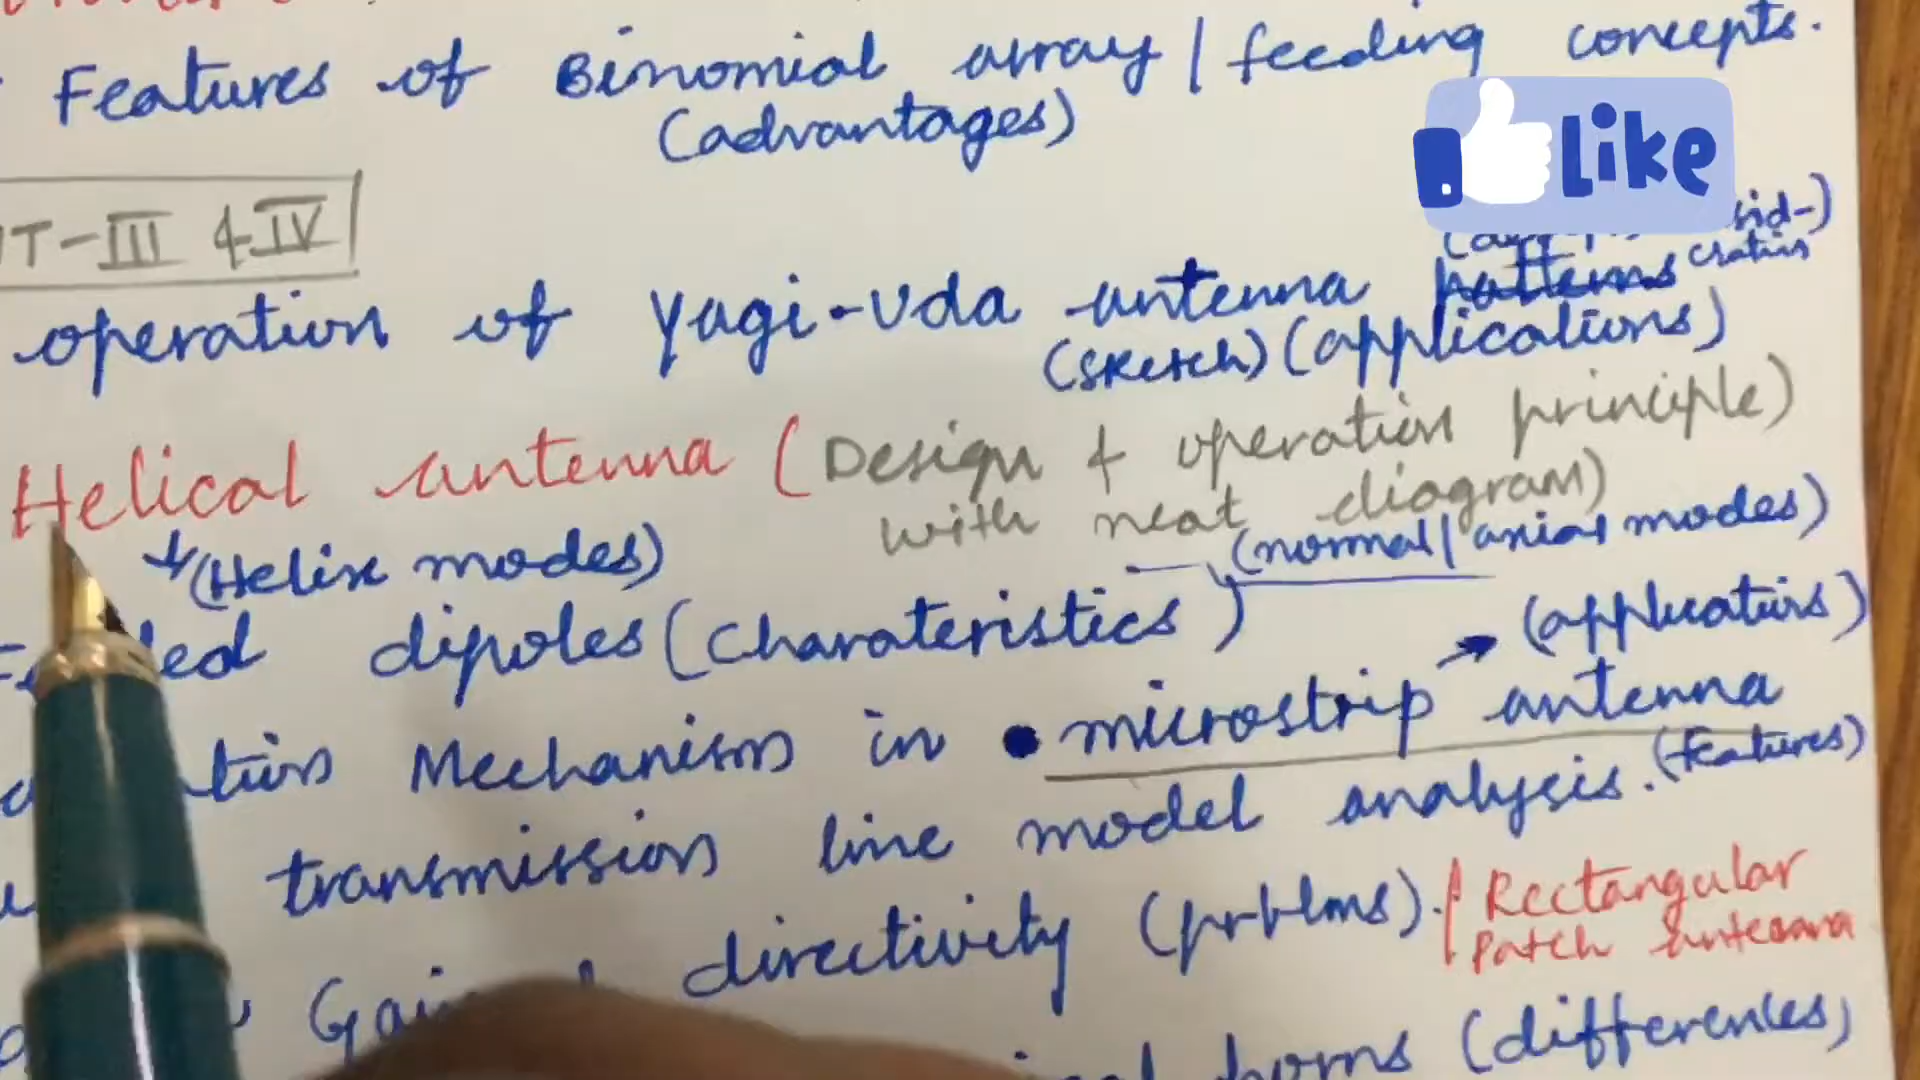 Features of Binomial array / feeding concepts.
(advantages)
Like
T-III & IV
operation of Yagi-Uda antenna patterns
(sketch) (applications)
Helical antenna (Design & operation principle)
with neat diagram)
(Helix modes)
(normal/axial modes)
dipoles (Charateristics)
(applications)
Mechanism in microstrip antenna
transmission line model analysis. (features)
directivity (prblms). / Rectangular
Patch antenna
horns (differences,